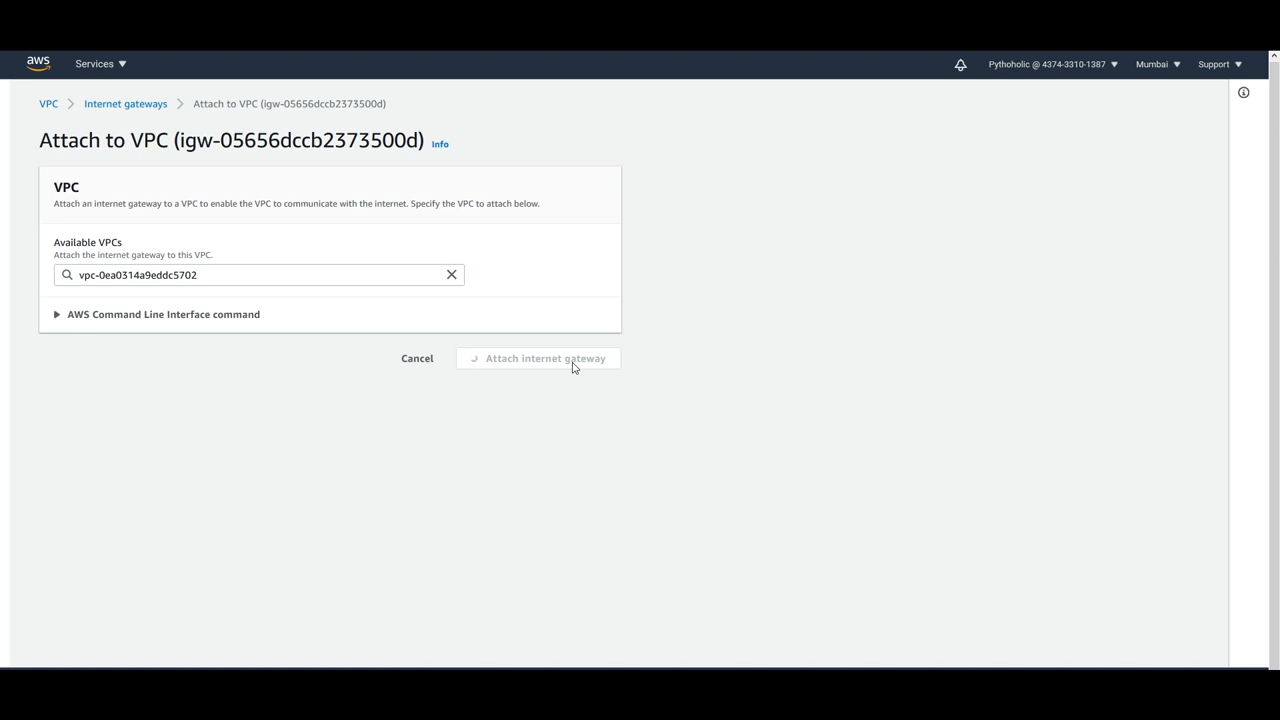 aws Services Pythoholic @ 4374-3310-1387 Mumbai Support
VPC Internet gateways Attach to VPC (igw-05656dccb2373500d)
Attach to VPC (igw-05656dccb2373500d) Info
VPC
Attach an internet gateway to a VPC to enable the VPC to communicate with the internet. Specify the VPC to attach below.
Available VPCs
Attach the internet gateway to this VPC.
vpc-0ea0314a9eddc5702
AWS Command Line Interface command
Cancel Attach internet gateway